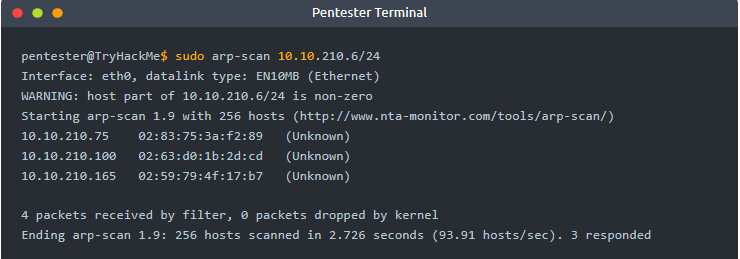 Pentester Terminal
pentester@TryHackMe$ sudo arp-scan 10.10.210.6/24
Interface: eth0, datalink type: EN10MB (Ethernet)
WARNING: host part of 10.10.210.6/24 is non-zero
Starting arp-scan 1.9 with 256 hosts (http://www.nta-monitor.com/tools/arp-scan/)
10.10.210.75    02:83:75:3a:f2:89   (Unknown)
10.10.210.100   02:63:d0:1b:2d:cd   (Unknown)
10.10.210.165   02:59:79:4f:17:b7   (Unknown)
4 packets received by filter, 0 packets dropped by kernel
Ending arp-scan 1.9: 256 hosts scanned in 2.726 seconds (93.91 hosts/sec). 3 responded